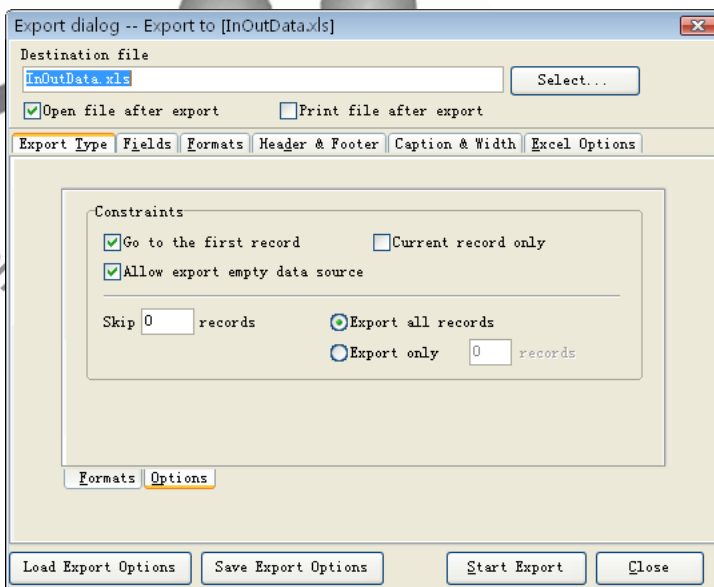 Export dialog -- Export to [InOutData.xls]
Destination file
InOutData.xls Select...
Open file after export Print file after export
Export Type Fields Formats Header & Footer Caption & Width Excel Options
Constraints
Go to the first record Current record only
Allow export empty data source
Skip 0 records Export all records
Export only 0 records
Formats Options
Load Export Options Save Export Options Start Export Close